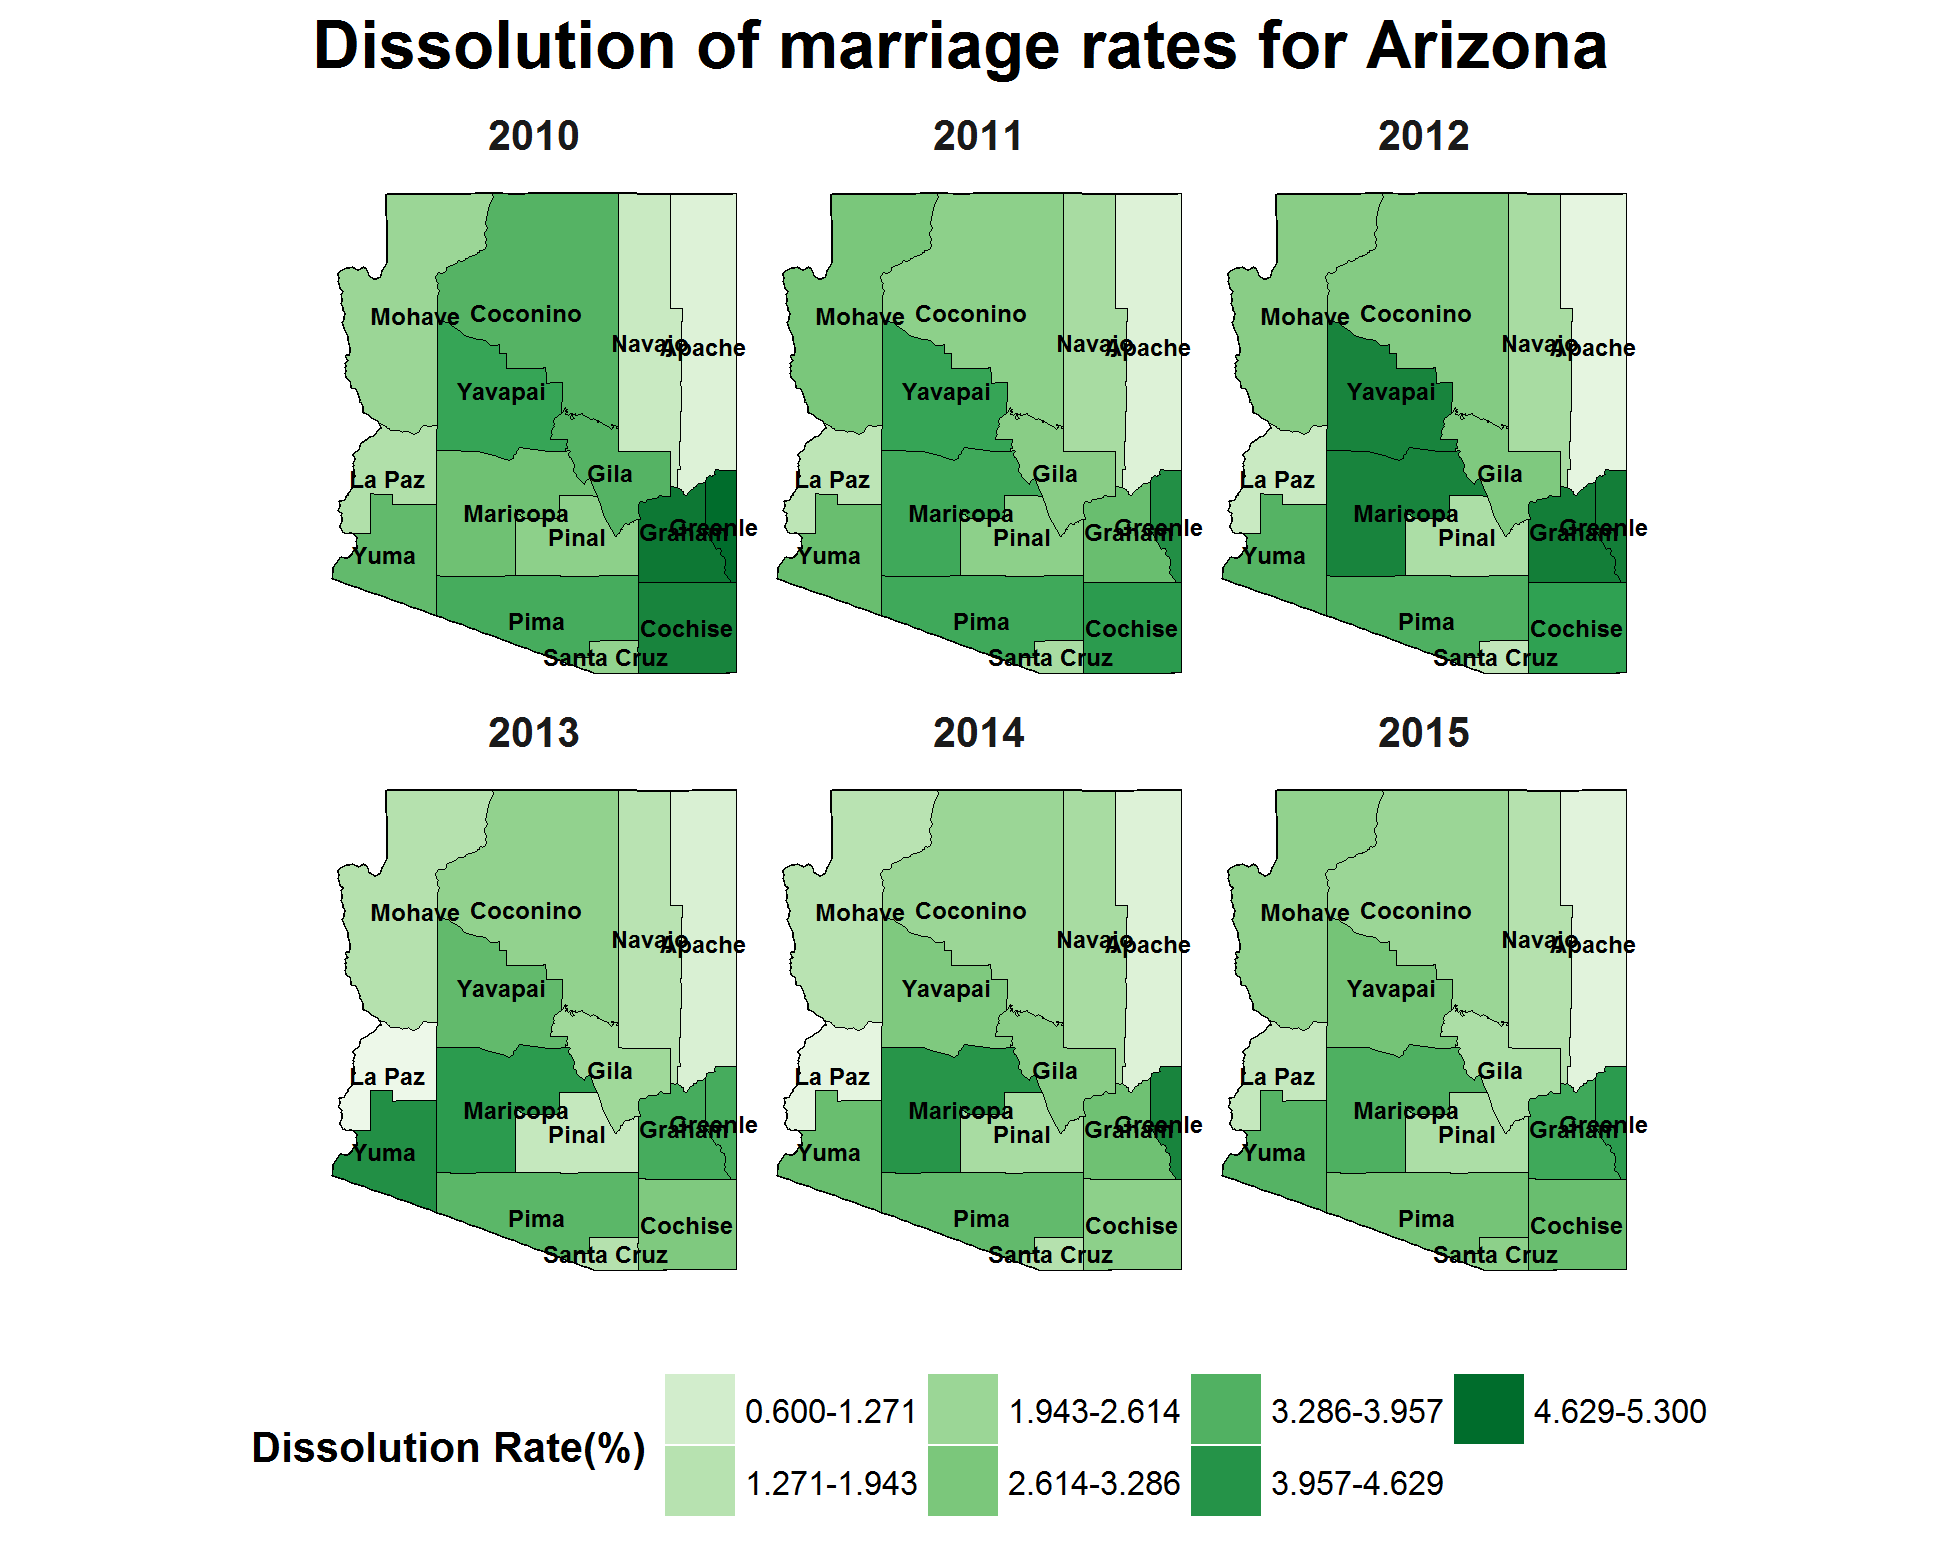 Dissolution of marriage rates for Arizona
2010
2011
2012
Mohave
Coconino
Navajo
Apache
Yavapai
La Paz
Gila
Maricopa
Graham
Greenle
Pinal
Yuma
Pima
Cochise
Santa Cruz
Mohave
Coconino
Navajo
Apache
Yavapai
La Paz
Gila
Maricopa
Graham
Greenle
Pinal
Yuma
Pima
Cochise
Santa Cruz
Mohave
Coconino
Navajo
Apache
Yavapai
La Paz
Gila
Maricopa
Graham
Greenle
Pinal
Yuma
Pima
Cochise
Santa Cruz
2013
2014
2015
Mohave
Coconino
Navajo
Apache
Yavapai
La Paz
Gila
Maricopa
Graham
Greenle
Pinal
Yuma
Pima
Cochise
Santa Cruz
Mohave
Coconino
Navajo
Apache
Yavapai
La Paz
Gila
Maricopa
Graham
Greenle
Pinal
Yuma
Pima
Cochise
Santa Cruz
Mohave
Coconino
Navajo
Apache
Yavapai
La Paz
Gila
Maricopa
Graham
Greenle
Pinal
Yuma
Pima
Cochise
Santa Cruz
Dissolution Rate(%)
0.600-1.271
1.271-1.943
1.943-2.614
2.614-3.286
3.286-3.957
3.957-4.629
4.629-5.300